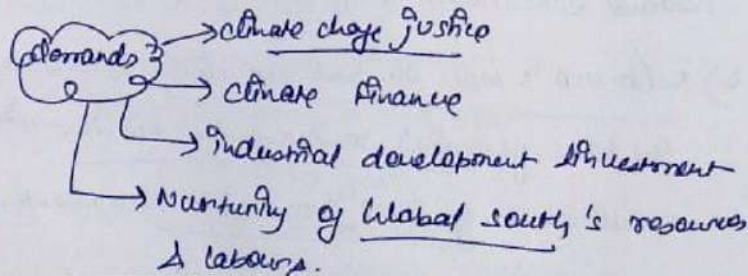 demands
climate change justice
climate finance
industrial development & investment
Nurturing of Global south's resources
& labours.